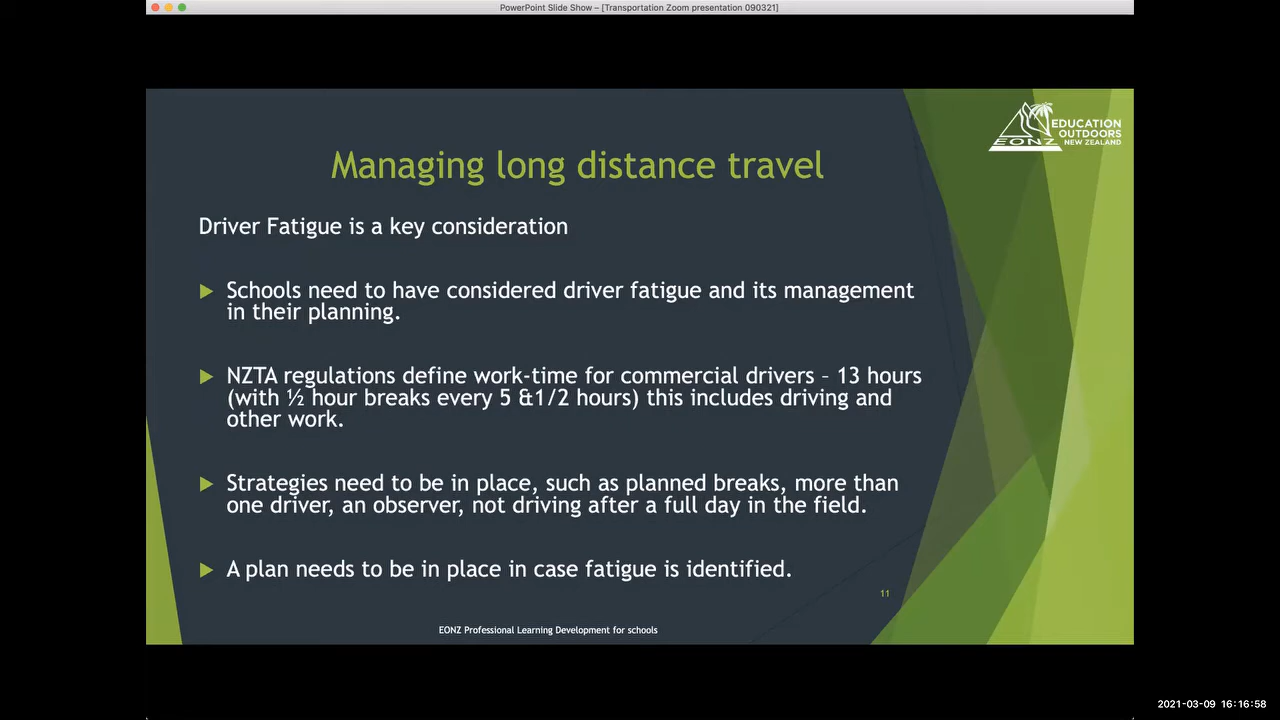 PowerPoint Slide Show – [Transportation Zoom presentation 090321]
EONZ
EDUCATION
OUTDOORS
NEW ZEALAND
Managing long distance travel
Driver Fatigue is a key consideration
Schools need to have considered driver fatigue and its management
in their planning.
NZTA regulations define work-time for commercial drivers – 13 hours
(with ½ hour breaks every 5 &1/2 hours) this includes driving and
other work.
Strategies need to be in place, such as planned breaks, more than
one driver, an observer, not driving after a full day in the field.
A plan needs to be in place in case fatigue is identified.
11
EONZ Professional Learning Development for schools
2021-03-09 16:16:58